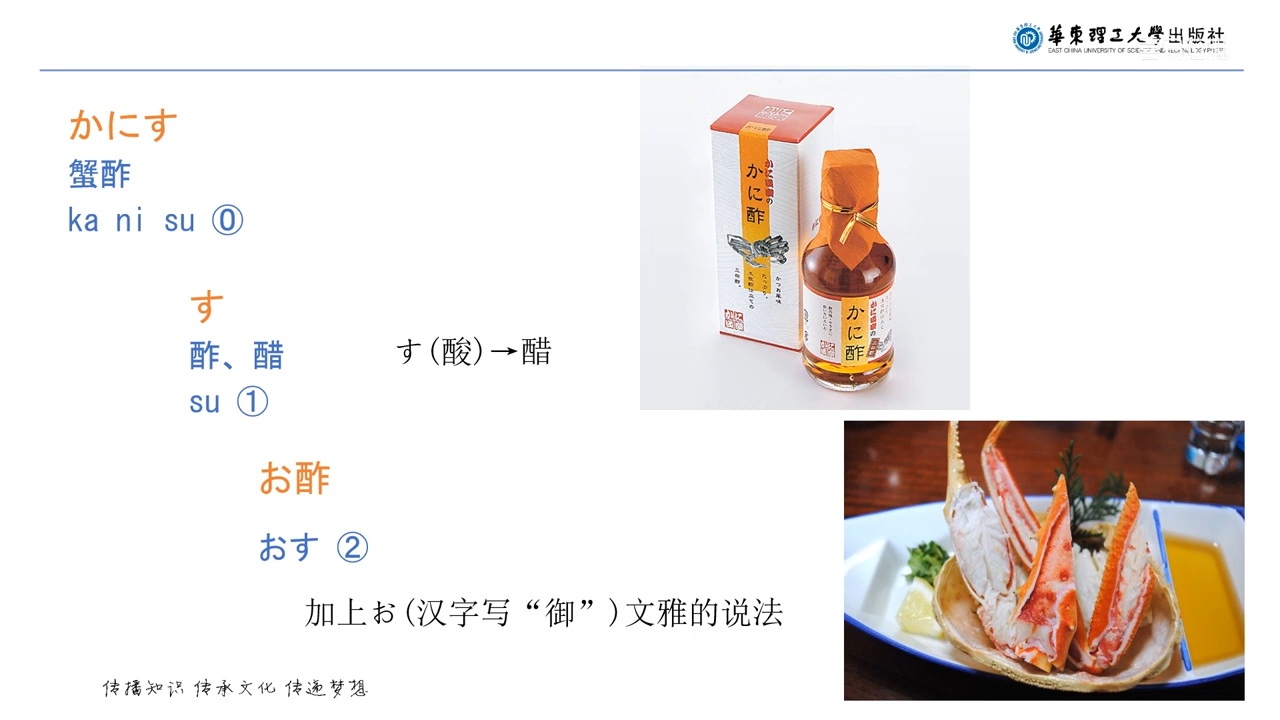 華東理工大學出版社
かにす
蟹酢
ka ni su ⓪
す
酢、醋
su ①
す(酸)→醋
お酢
おす ②
加上お(汉字写“御”)文雅的说法
传播知识 传承文化 传递梦想
かに酢
かに酢